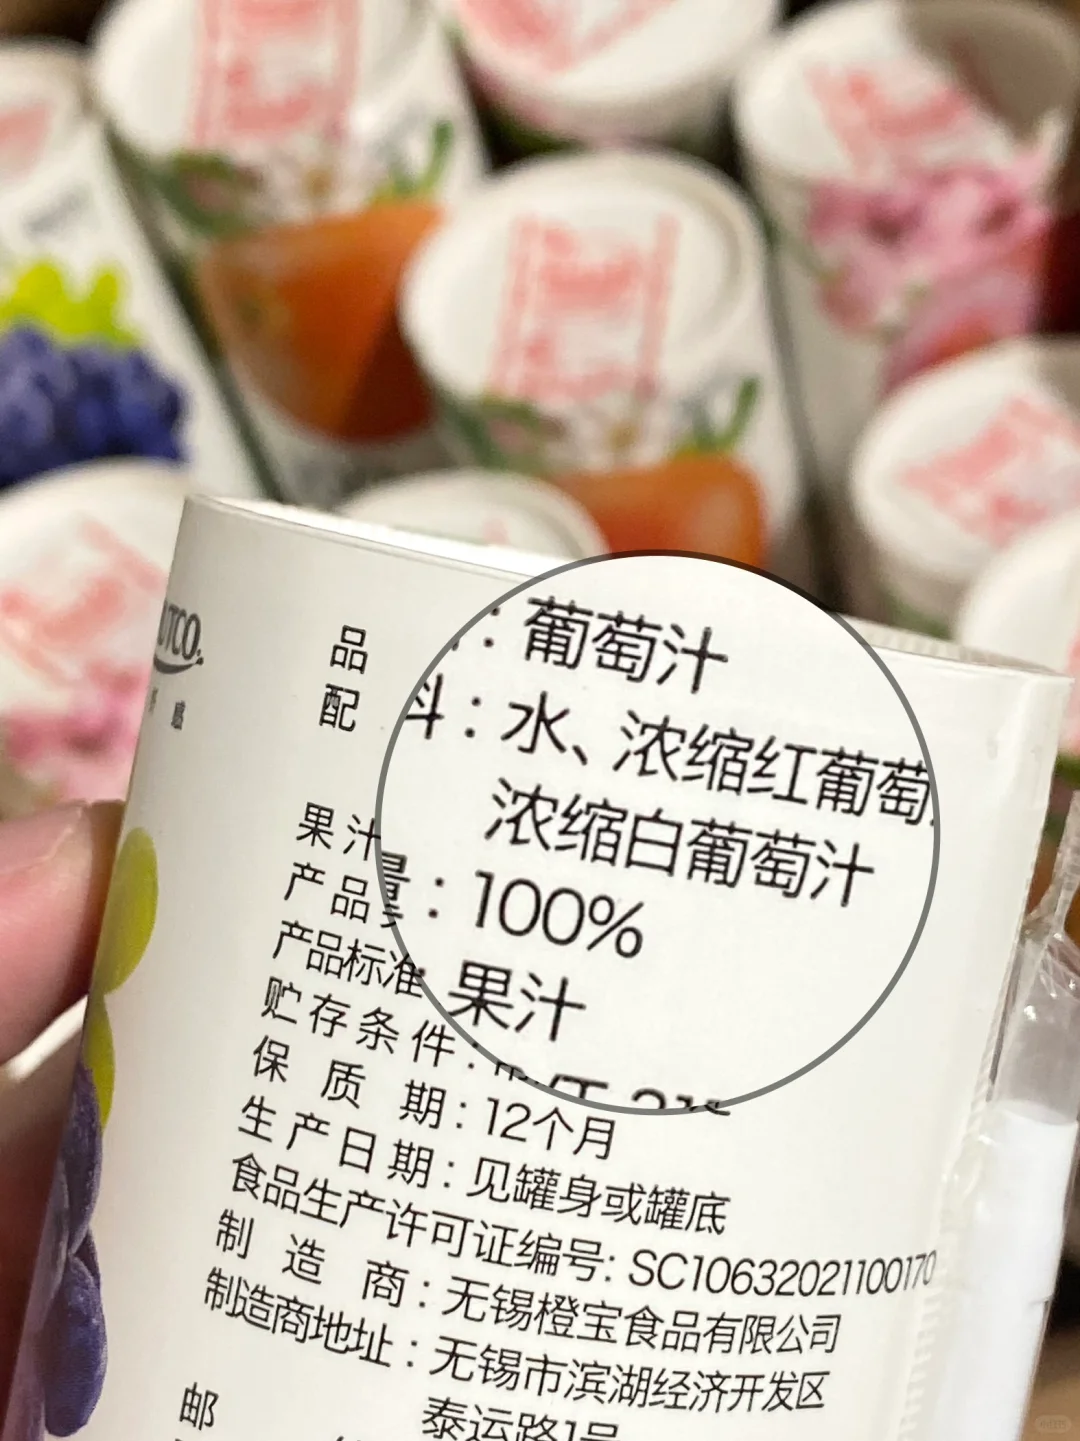 UTCO.
感
品 : 葡萄汁
配 料 : 水、浓缩红葡萄
浓缩白葡萄汁
果汁 量 : 100%
产品 : 果汁
产品标准
贮存条件 :
保质期 : 12个月
生产日期 : 见罐身或罐底
食品生产许可证编号: SC10632021100170
制造商 : 无锡橙宝食品有限公司
制造商地址 : 无锡市滨湖经济开发区
泰运路1号
邮